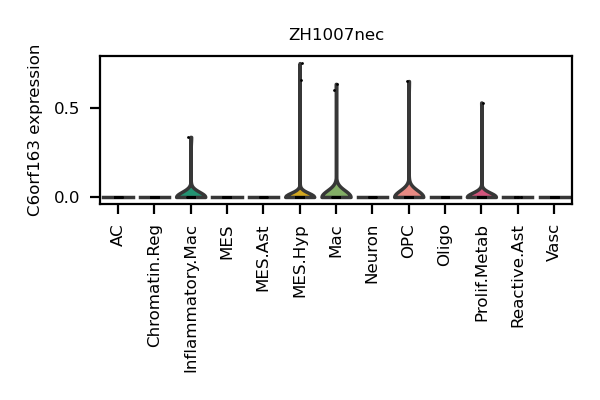 ZH1007nec
C6orf163 expression
0.5
0.0
AC
Chromatin.Reg
Inflammatory.Mac
MES
MES.Ast
MES.Hyp
Mac
Neuron
OPC
Oligo
Prolif.Metab
Reactive.Ast
Vasc